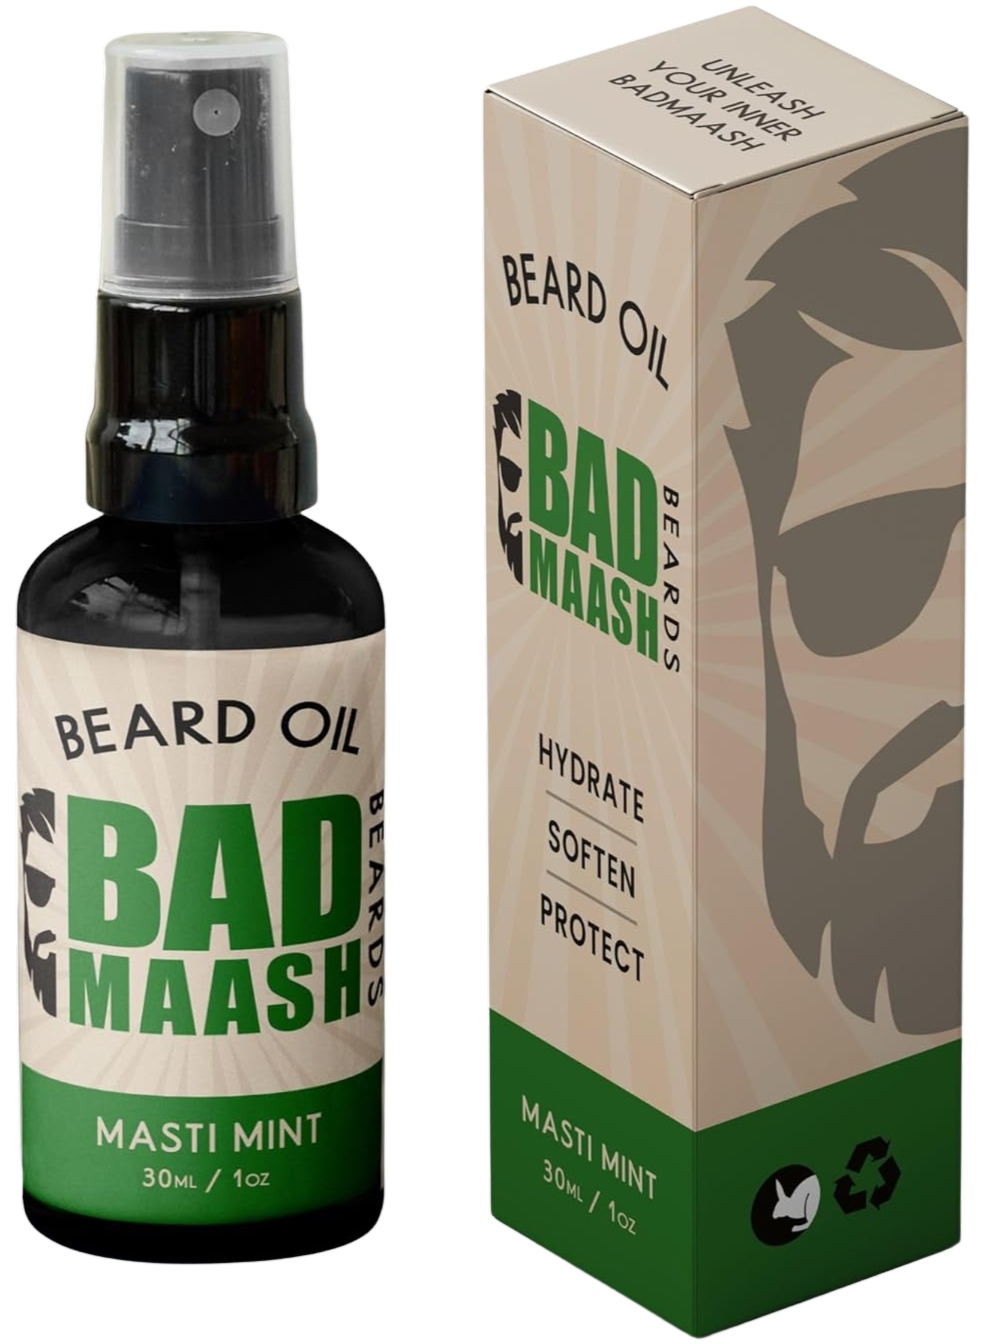 BEARD OIL
BAD
MAASH
BEARDS
MASTI MINT
30ML / 1OZ
UNLEASH
YOUR INNER
BADMAASH
BEARD OIL
BAD
MAASH
BEARDS
HYDRATE
SOFTEN
PROTECT
MASTI MINT
30ML / 1OZ